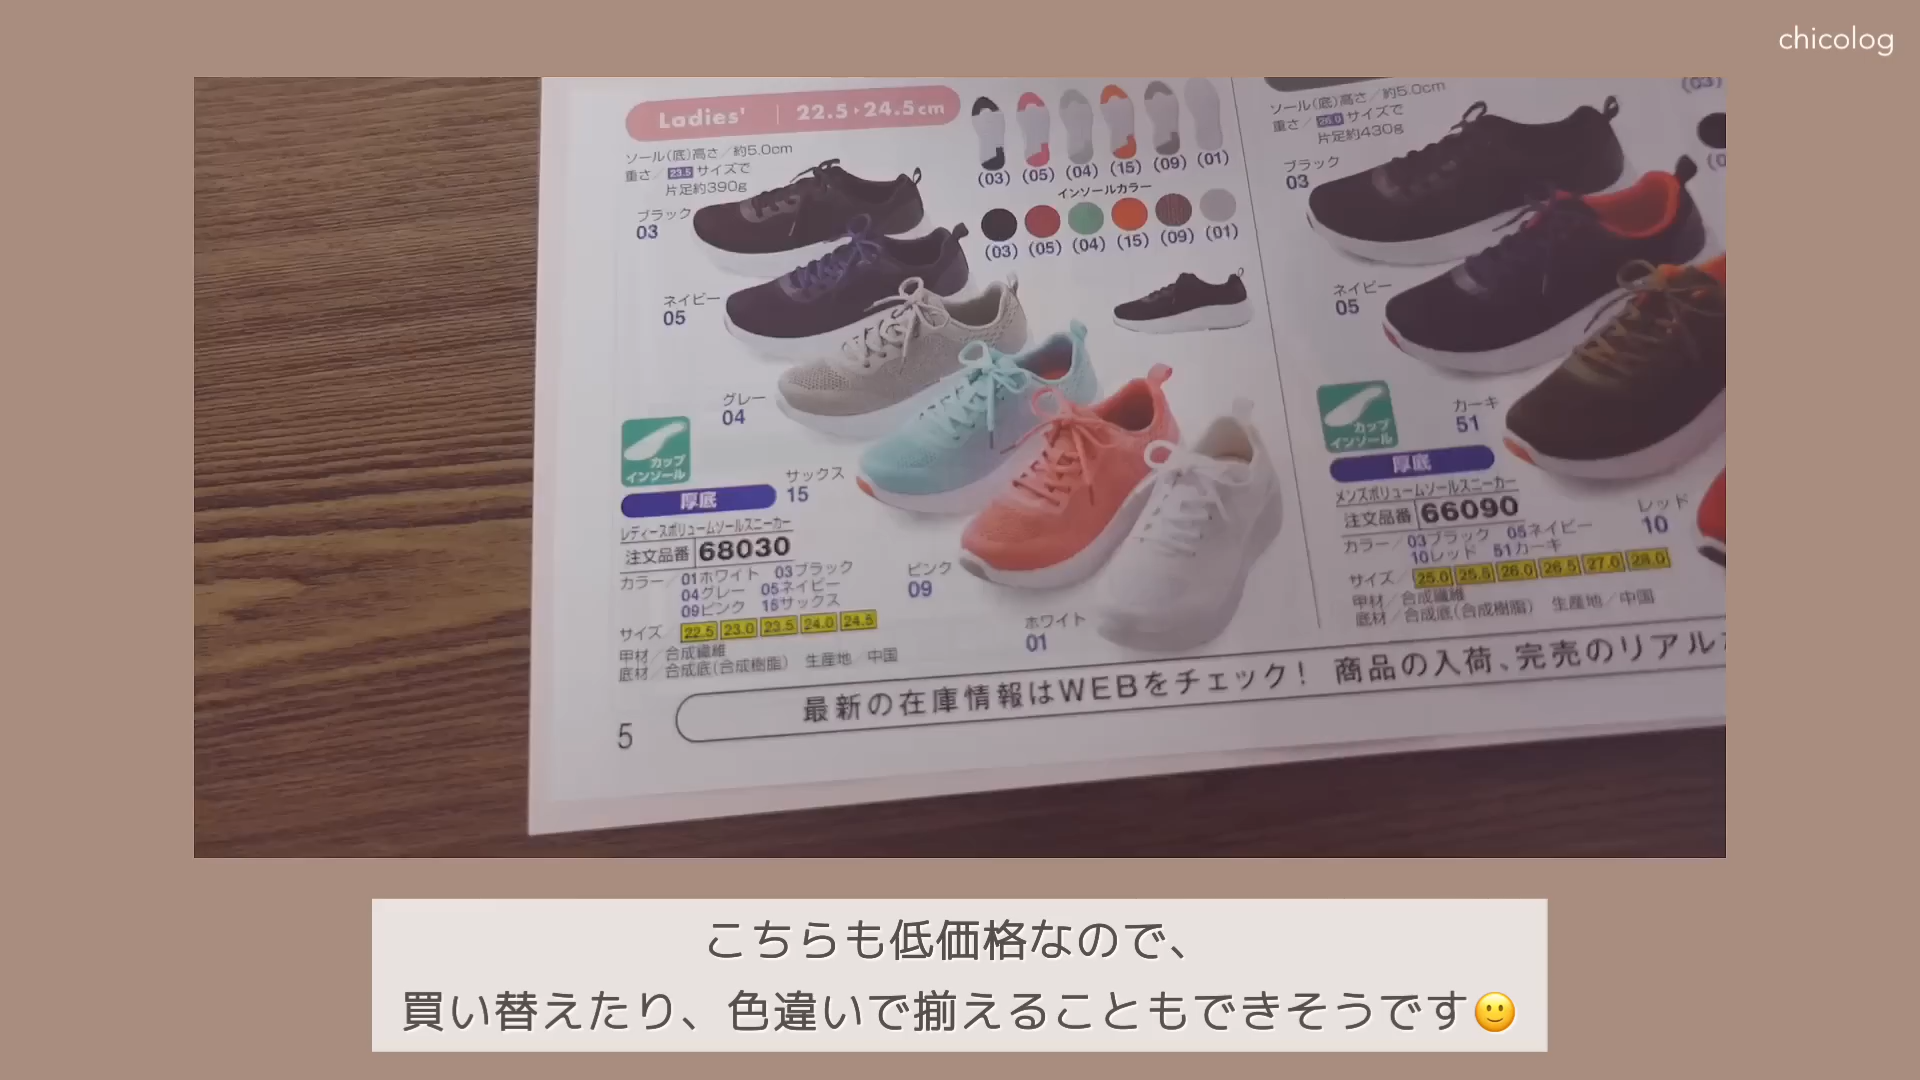 chicolog
Ladies' 22.5▸24.5cm
ソール(底)高さ／約5.0cm
重さ／23.5サイズで
片足約390g
ブラック
03
ネイビー
05
グレー
04
サックス
15
ピンク
09
ホワイト
01
(03) (05) (04) (15) (09) (01)
インソールカラー
(03) (05) (04) (15) (09) (01)
カップ
インソール
厚底
レディースボリュームソールスニーカー
注文品番 68030
カラー／01ホワイト 03ブラック
04グレー 05ネイビー
09ピンク 15サックス
サイズ 22.5 23.0 23.5 24.0 24.5
甲材／合成繊維
底材／合成底(合成樹脂) 生産地／中国
(03)
ソール(底)高さ／約5.0cm
重さ／26.0サイズで
片足約430g
ブラック
03
ネイビー
05
カーキ
51
レッド
10
カップ
インソール
厚底
メンズボリュームソールスニーカー
注文品番 66090
カラー／03ブラック 05ネイビー
10レッド 51カーキ
サイズ／25.0 25.5 26.0 26.5 27.0 28.0
甲材／合成繊維
底材／合成底(合成樹脂) 生産地／中国
5
最新の在庫情報はWEBをチェック！ 商品の入荷、完売のリアル
こちらも低価格なので、
買い替えたり、色違いで揃えることもできそうです🙂